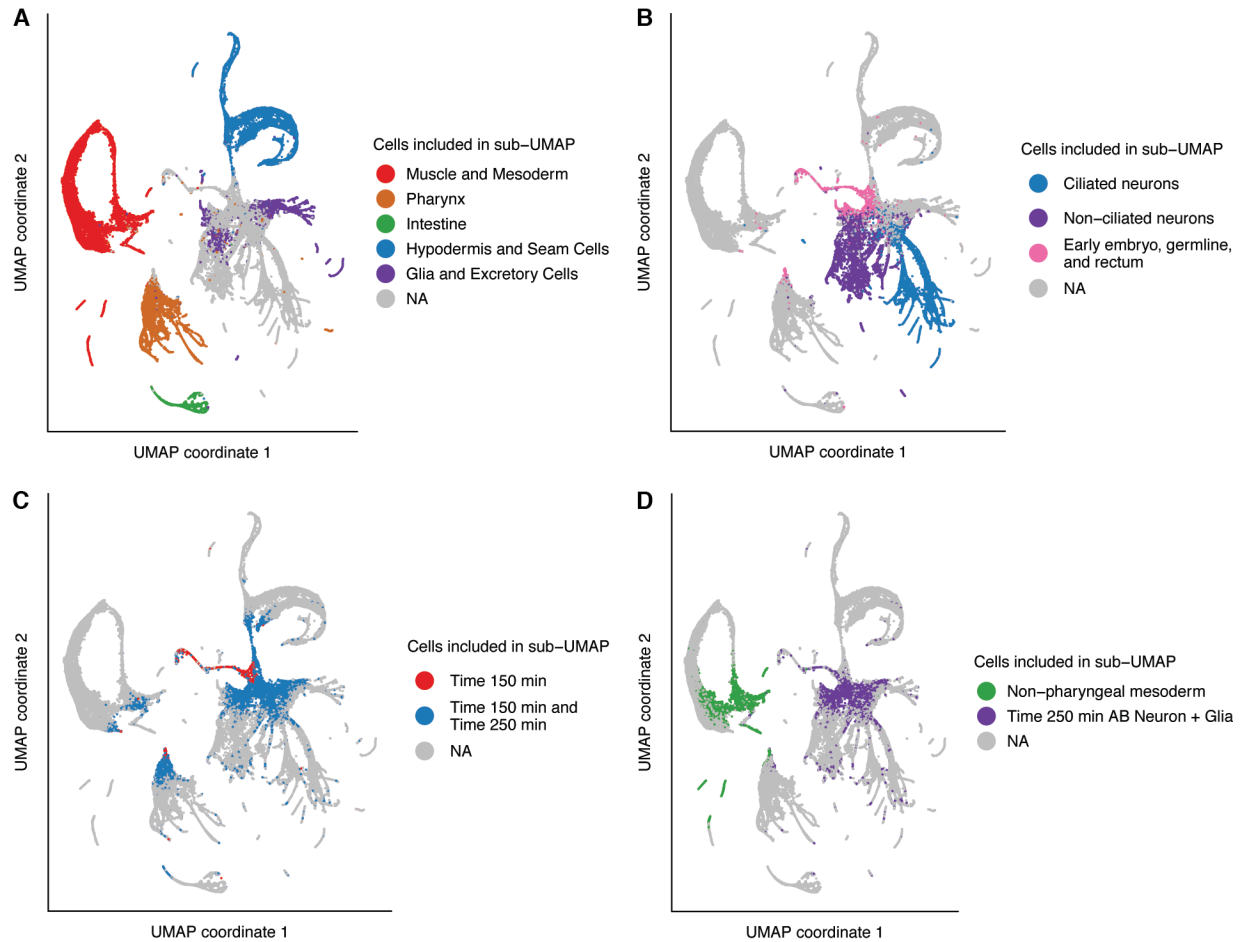 A
UMAP coordinate 2
UMAP coordinate 1
Cells included in sub−UMAP
Muscle and Mesoderm
Pharynx
Intestine
Hypodermis and Seam Cells
Glia and Excretory Cells
NA
B
UMAP coordinate 2
UMAP coordinate 1
Cells included in sub−UMAP
Ciliated neurons
Non−ciliated neurons
Early embryo, germline,
and rectum
NA
C
UMAP coordinate 2
UMAP coordinate 1
Cells included in sub−UMAP
Time 150 min
Time 150 min and
Time 250 min
NA
D
UMAP coordinate 2
UMAP coordinate 1
Cells included in sub−UMAP
Non−pharyngeal mesoderm
Time 250 min AB Neuron + Glia
NA